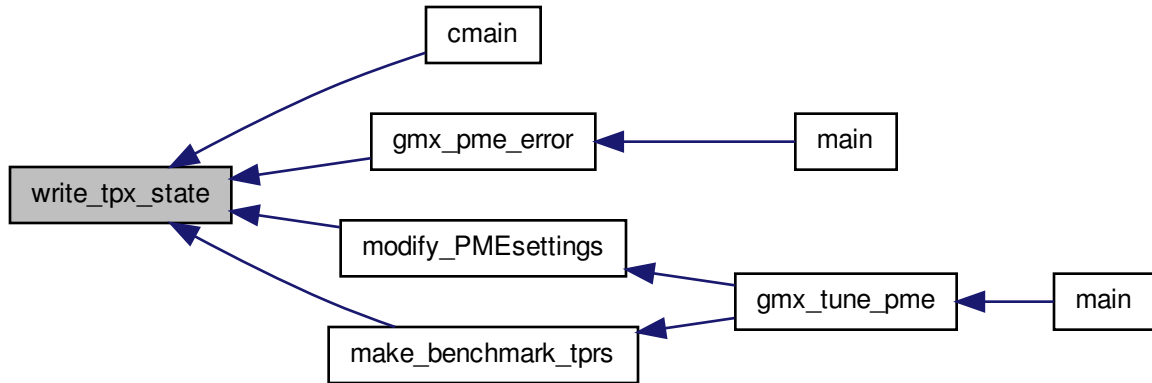 cmain
gmx_pme_error
main
write_tpx_state
modify_PMEsettings
gmx_tune_pme
main
make_benchmark_tprs